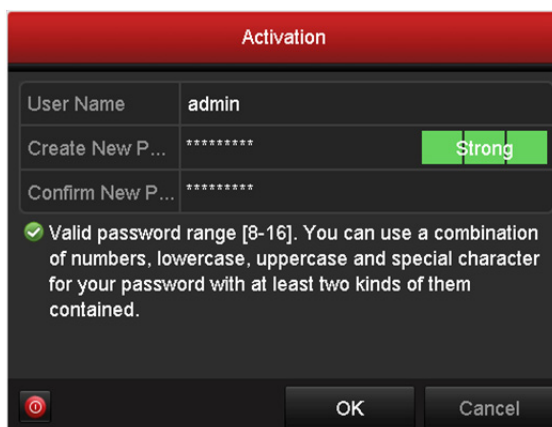 Activation
User Name admin
Create New P... ********* Strong
Confirm New P... *********
Valid password range [8-16]. You can use a combination
of numbers, lowercase, uppercase and special character
for your password with at least two kinds of them
contained.
OK Cancel